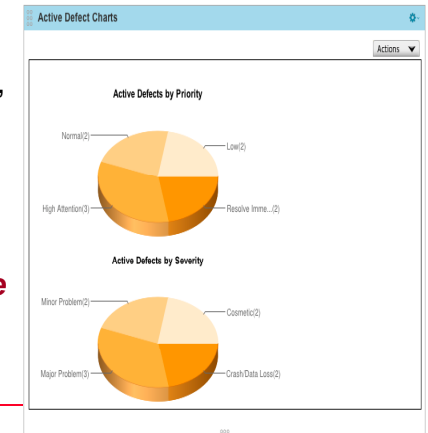 Active Defect Charts
Actions
,
Active Defects by Priority
Normal(2)
Low(2)
High Attention(3)
Resolve Imme...(2)
Active Defects by Severity
e
Minor Problem(2)
Cosmetic(2)
Major Problem(3)
Crash/Data Loss(2)